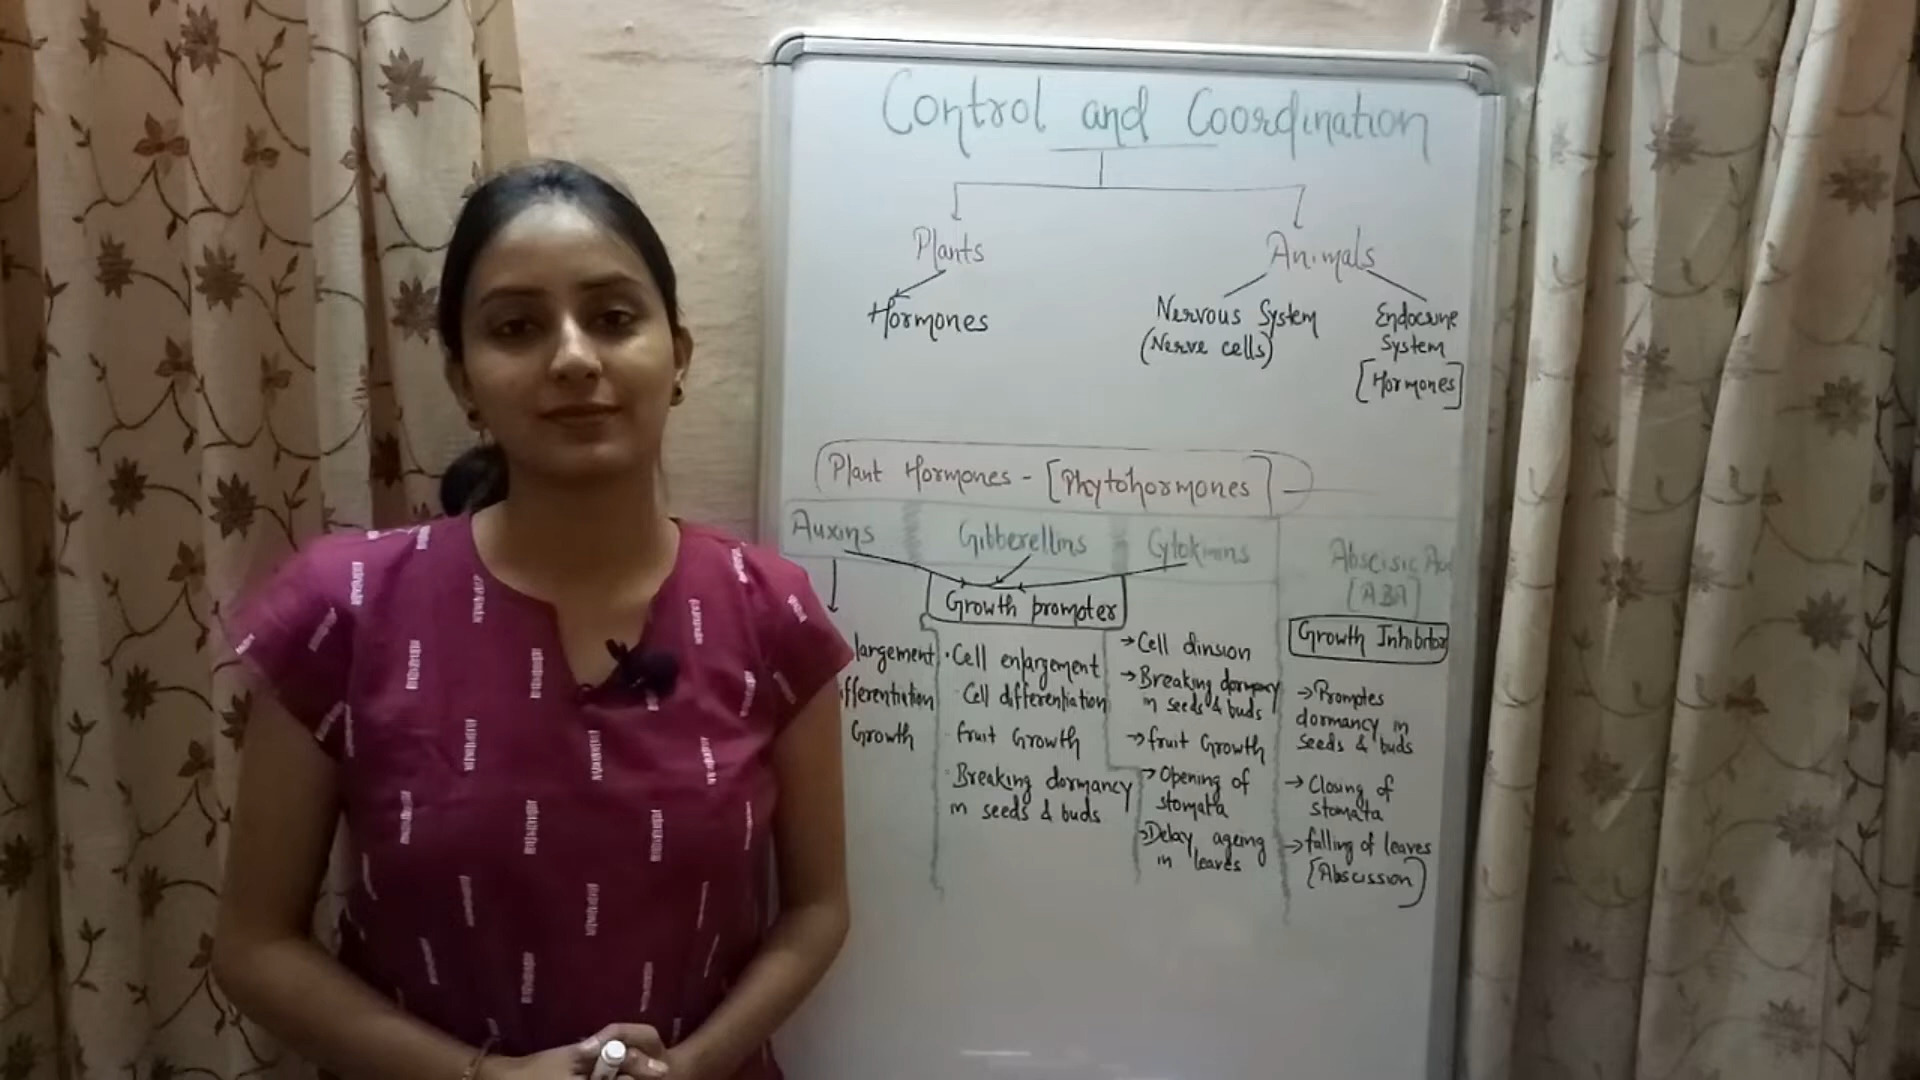 Control and Coordination
Plants
Animals
Hormones
Nervous System
(Nerve cells)
Endocrine
System
[Hormones]
Plant Hormones - [Phytohormones]
Auxins
Gibberellins
Cytokinins
Abscisic
[ABA]
Growth promoter
Growth Inhibitor
largement
fferentiation
Growth
· Cell enlargement
· Cell differentiation
· fruit Growth
· Breaking dormancy
in seeds & buds
→ Cell division
→ Breaking dormancy
in seeds & buds
→ fruit Growth
→ Opening of
stomata
→ Delay ageing
in leaves
→ Promotes
dormancy in
seeds & buds
→ Closing of
stomata
→ falling of leaves
[Abscission]